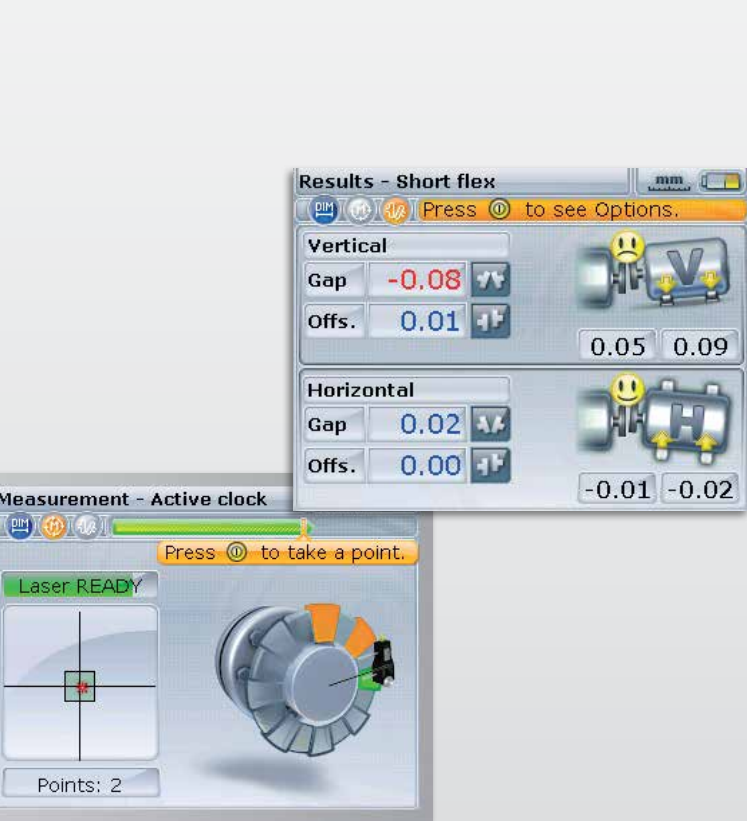 Results - Short flex
mm
DIM
Press to see Options.
Vertical
Gap -0.08
Offs. 0.01
V
0.05 0.09
Horizontal
Gap 0.02
Offs. 0.00
H
-0.01 -0.02
Measurement - Active clock
DIM M
Press to take a point.
Laser READY
Points: 2